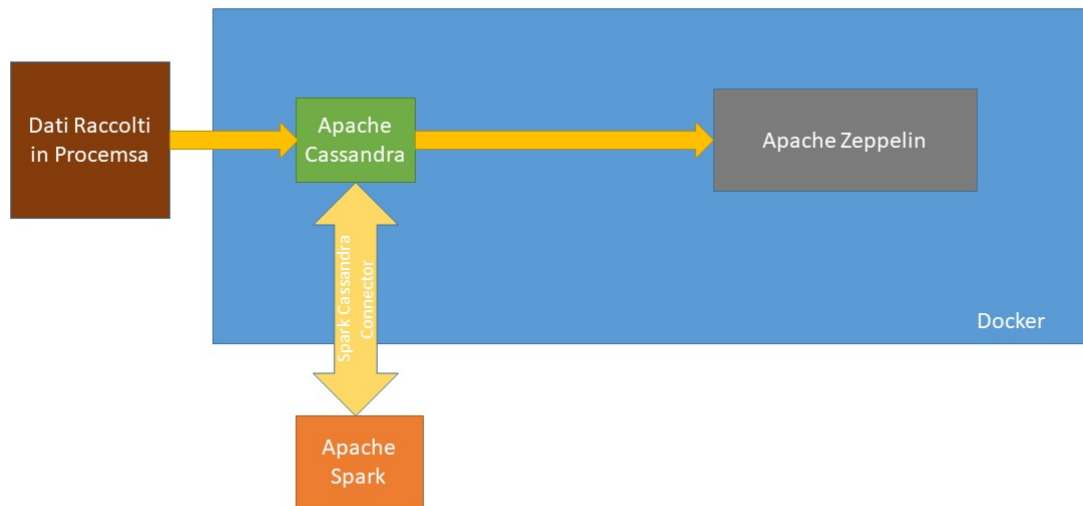 Dati Raccolti
in Procemsa
Apache
Cassandra
Apache Zeppelin
Spark Cassandra
Connector
Docker
Apache
Spark